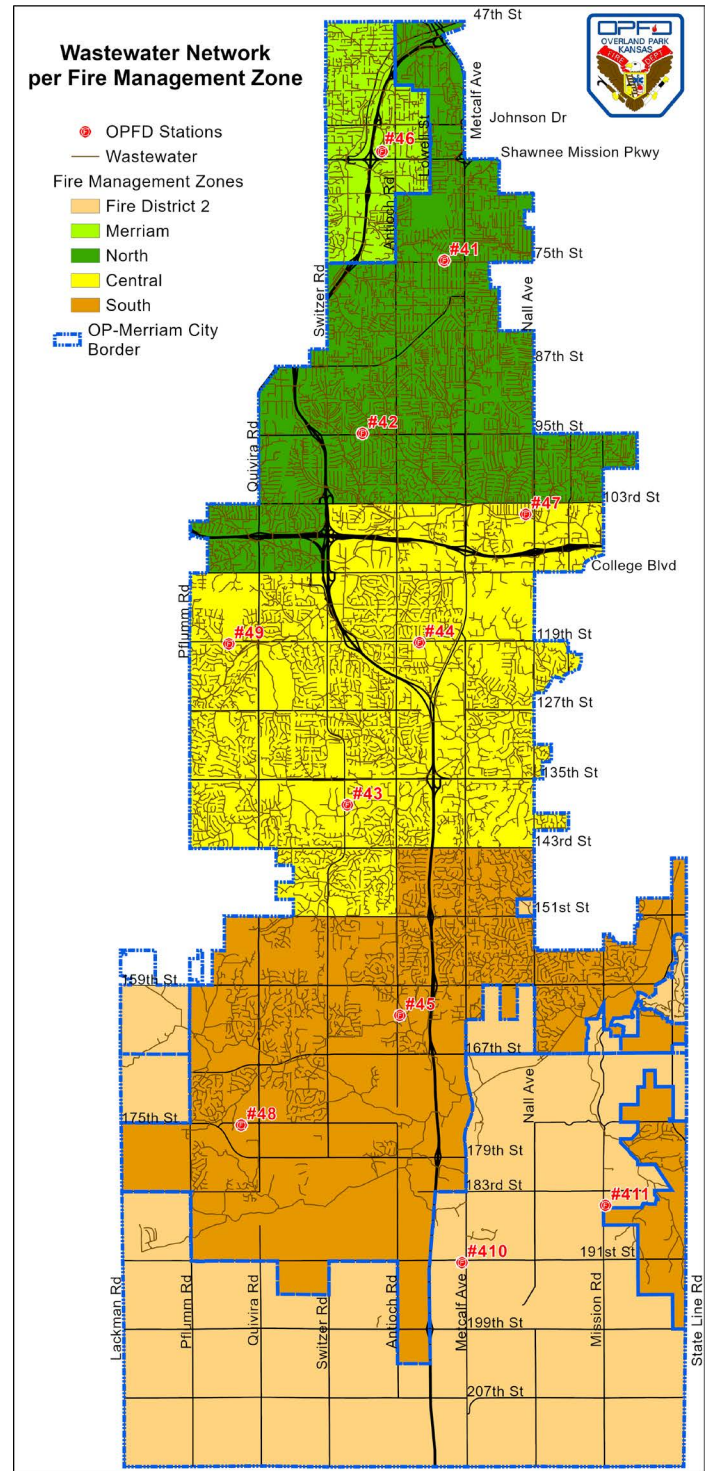 47th St
Wastewater Network
per Fire Management Zone
OPFD
OVERLAND PARK
KANSAS
FIRE
DEPT
Metcalf Ave
Johnson Dr
OPFD Stations
#46
Lowell St
Shawnee Mission Pkwy
Wastewater
Fire Management Zones
Fire District 2
Merriam
North
Central
South
OP-Merriam City
Border
Antioch Rd
#41
75th St
Switzer Rd
Nall Ave
87th St
#42
95th St
Quivira Rd
#47
103rd St
College Blvd
Pflumm Rd
#49
#44
119th St
127th St
135th St
#43
143rd St
151st St
159th St
#45
167th St
Nall Ave
175th St
#48
179th St
183rd St
#411
#410
191st St
Lackman Rd
Pflumm Rd
Quivira Rd
Switzer Rd
Antioch Rd
Metcalf Ave
Mission Rd
State Line Rd
199th St
207th St